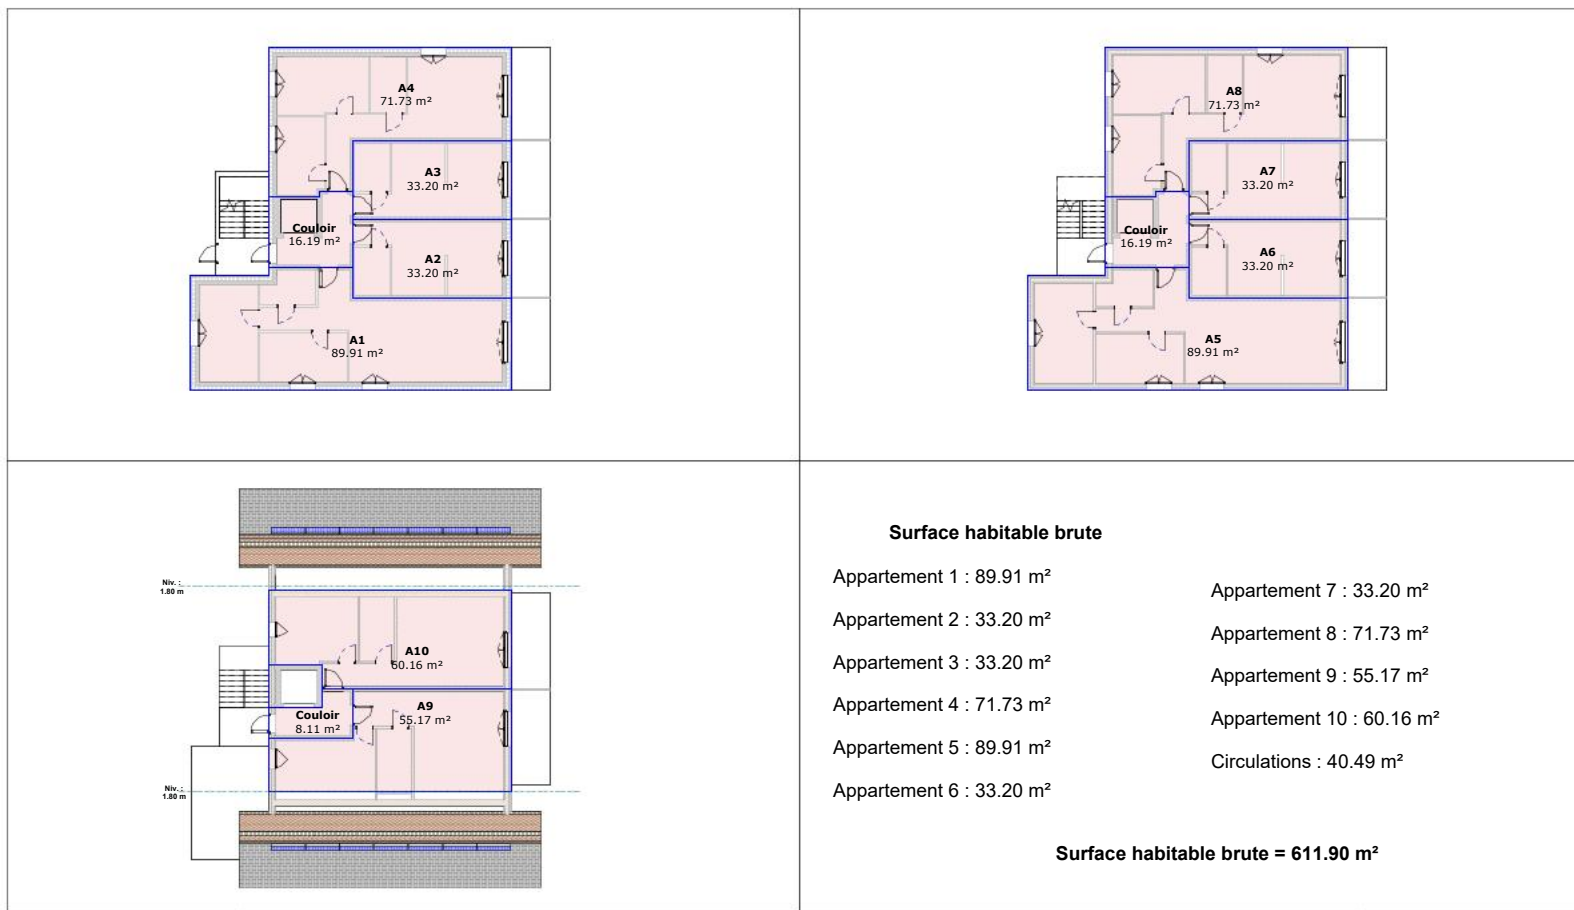 A4
71.73 m²
A3
33.20 m²
Couloir
16.19 m²
A2
33.20 m²
A1
89.91 m²
A8
71.73 m²
A7
33.20 m²
Couloir
16.19 m²
A6
33.20 m²
A5
89.91 m²
Niv. :
1.80 m
A10
60.16 m²
A9
55.17 m²
Couloir
8.11 m²
Niv. :
1.80 m
Surface habitable brute
Appartement 1 : 89.91 m²
Appartement 2 : 33.20 m²
Appartement 3 : 33.20 m²
Appartement 4 : 71.73 m²
Appartement 5 : 89.91 m²
Appartement 6 : 33.20 m²
Appartement 7 : 33.20 m²
Appartement 8 : 71.73 m²
Appartement 9 : 55.17 m²
Appartement 10 : 60.16 m²
Circulations : 40.49 m²
Surface habitable brute = 611.90 m²